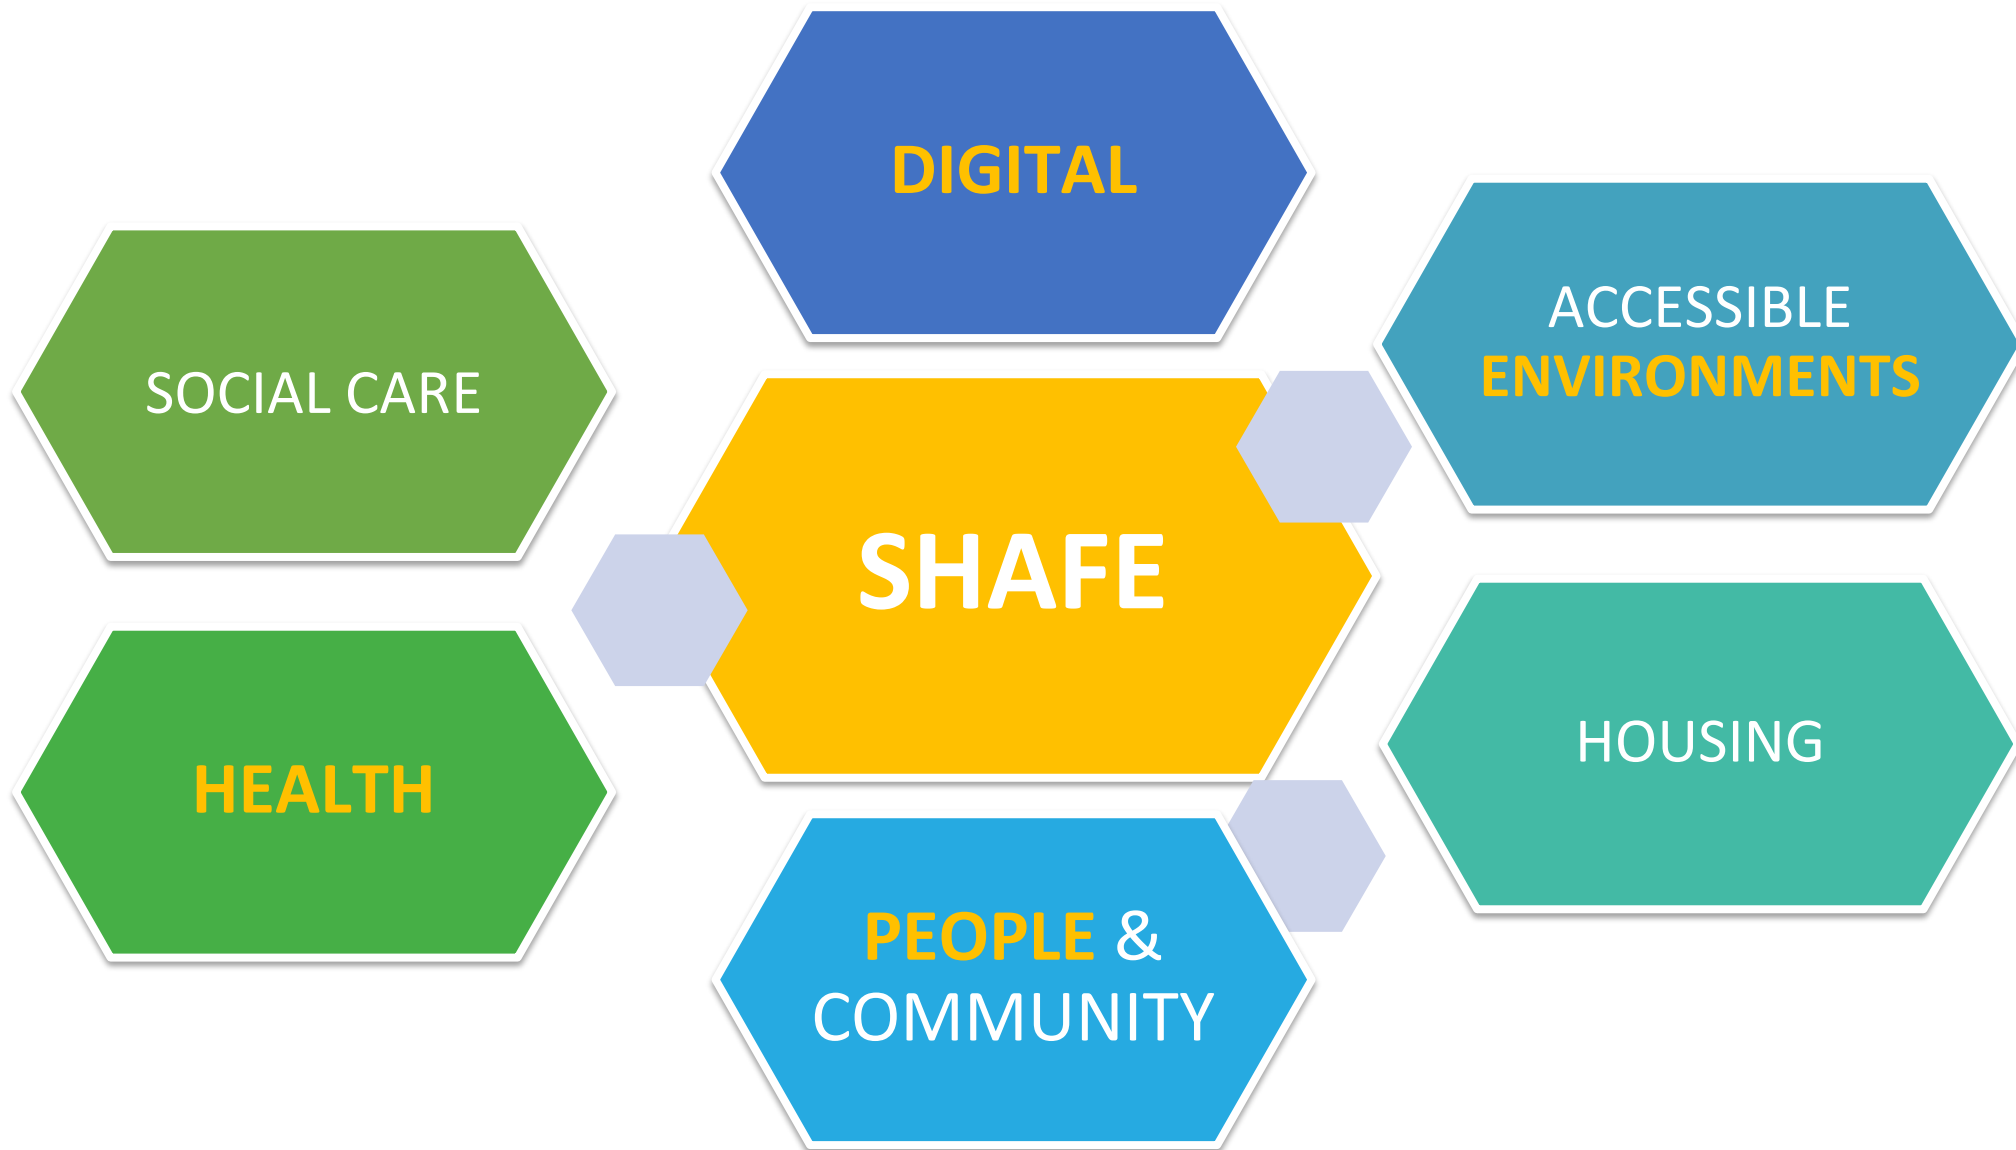 DIGITAL
ACCESSIBLE
ENVIRONMENTS
SOCIAL CARE
SHAFE
HOUSING
HEALTH
PEOPLE &
COMMUNITY